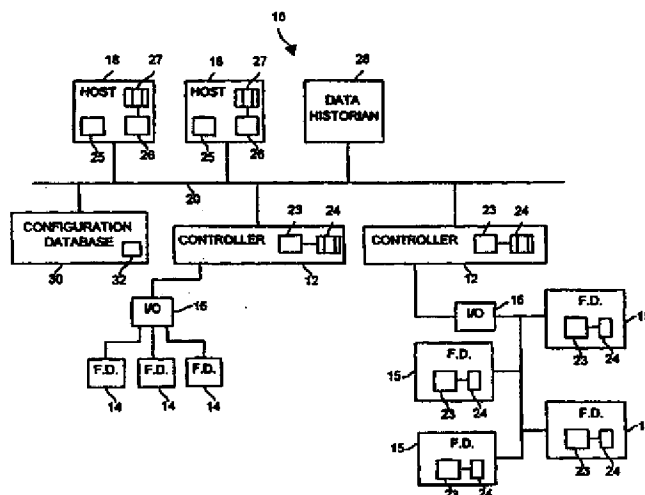 10
18 27 18 27 28
HOST HOST DATA
HISTORIAN
25 26 25 26
20
CONFIGURATION
DATABASE
32
30
CONTROLLER
23 24
12
CONTROLLER
23 24
12
I/O 16
F.D. F.D. F.D.
14 14 14
I/O 16
F.D.
23 24
15 F.D.
23 24
15 F.D.
23 24
F.D.
23 24